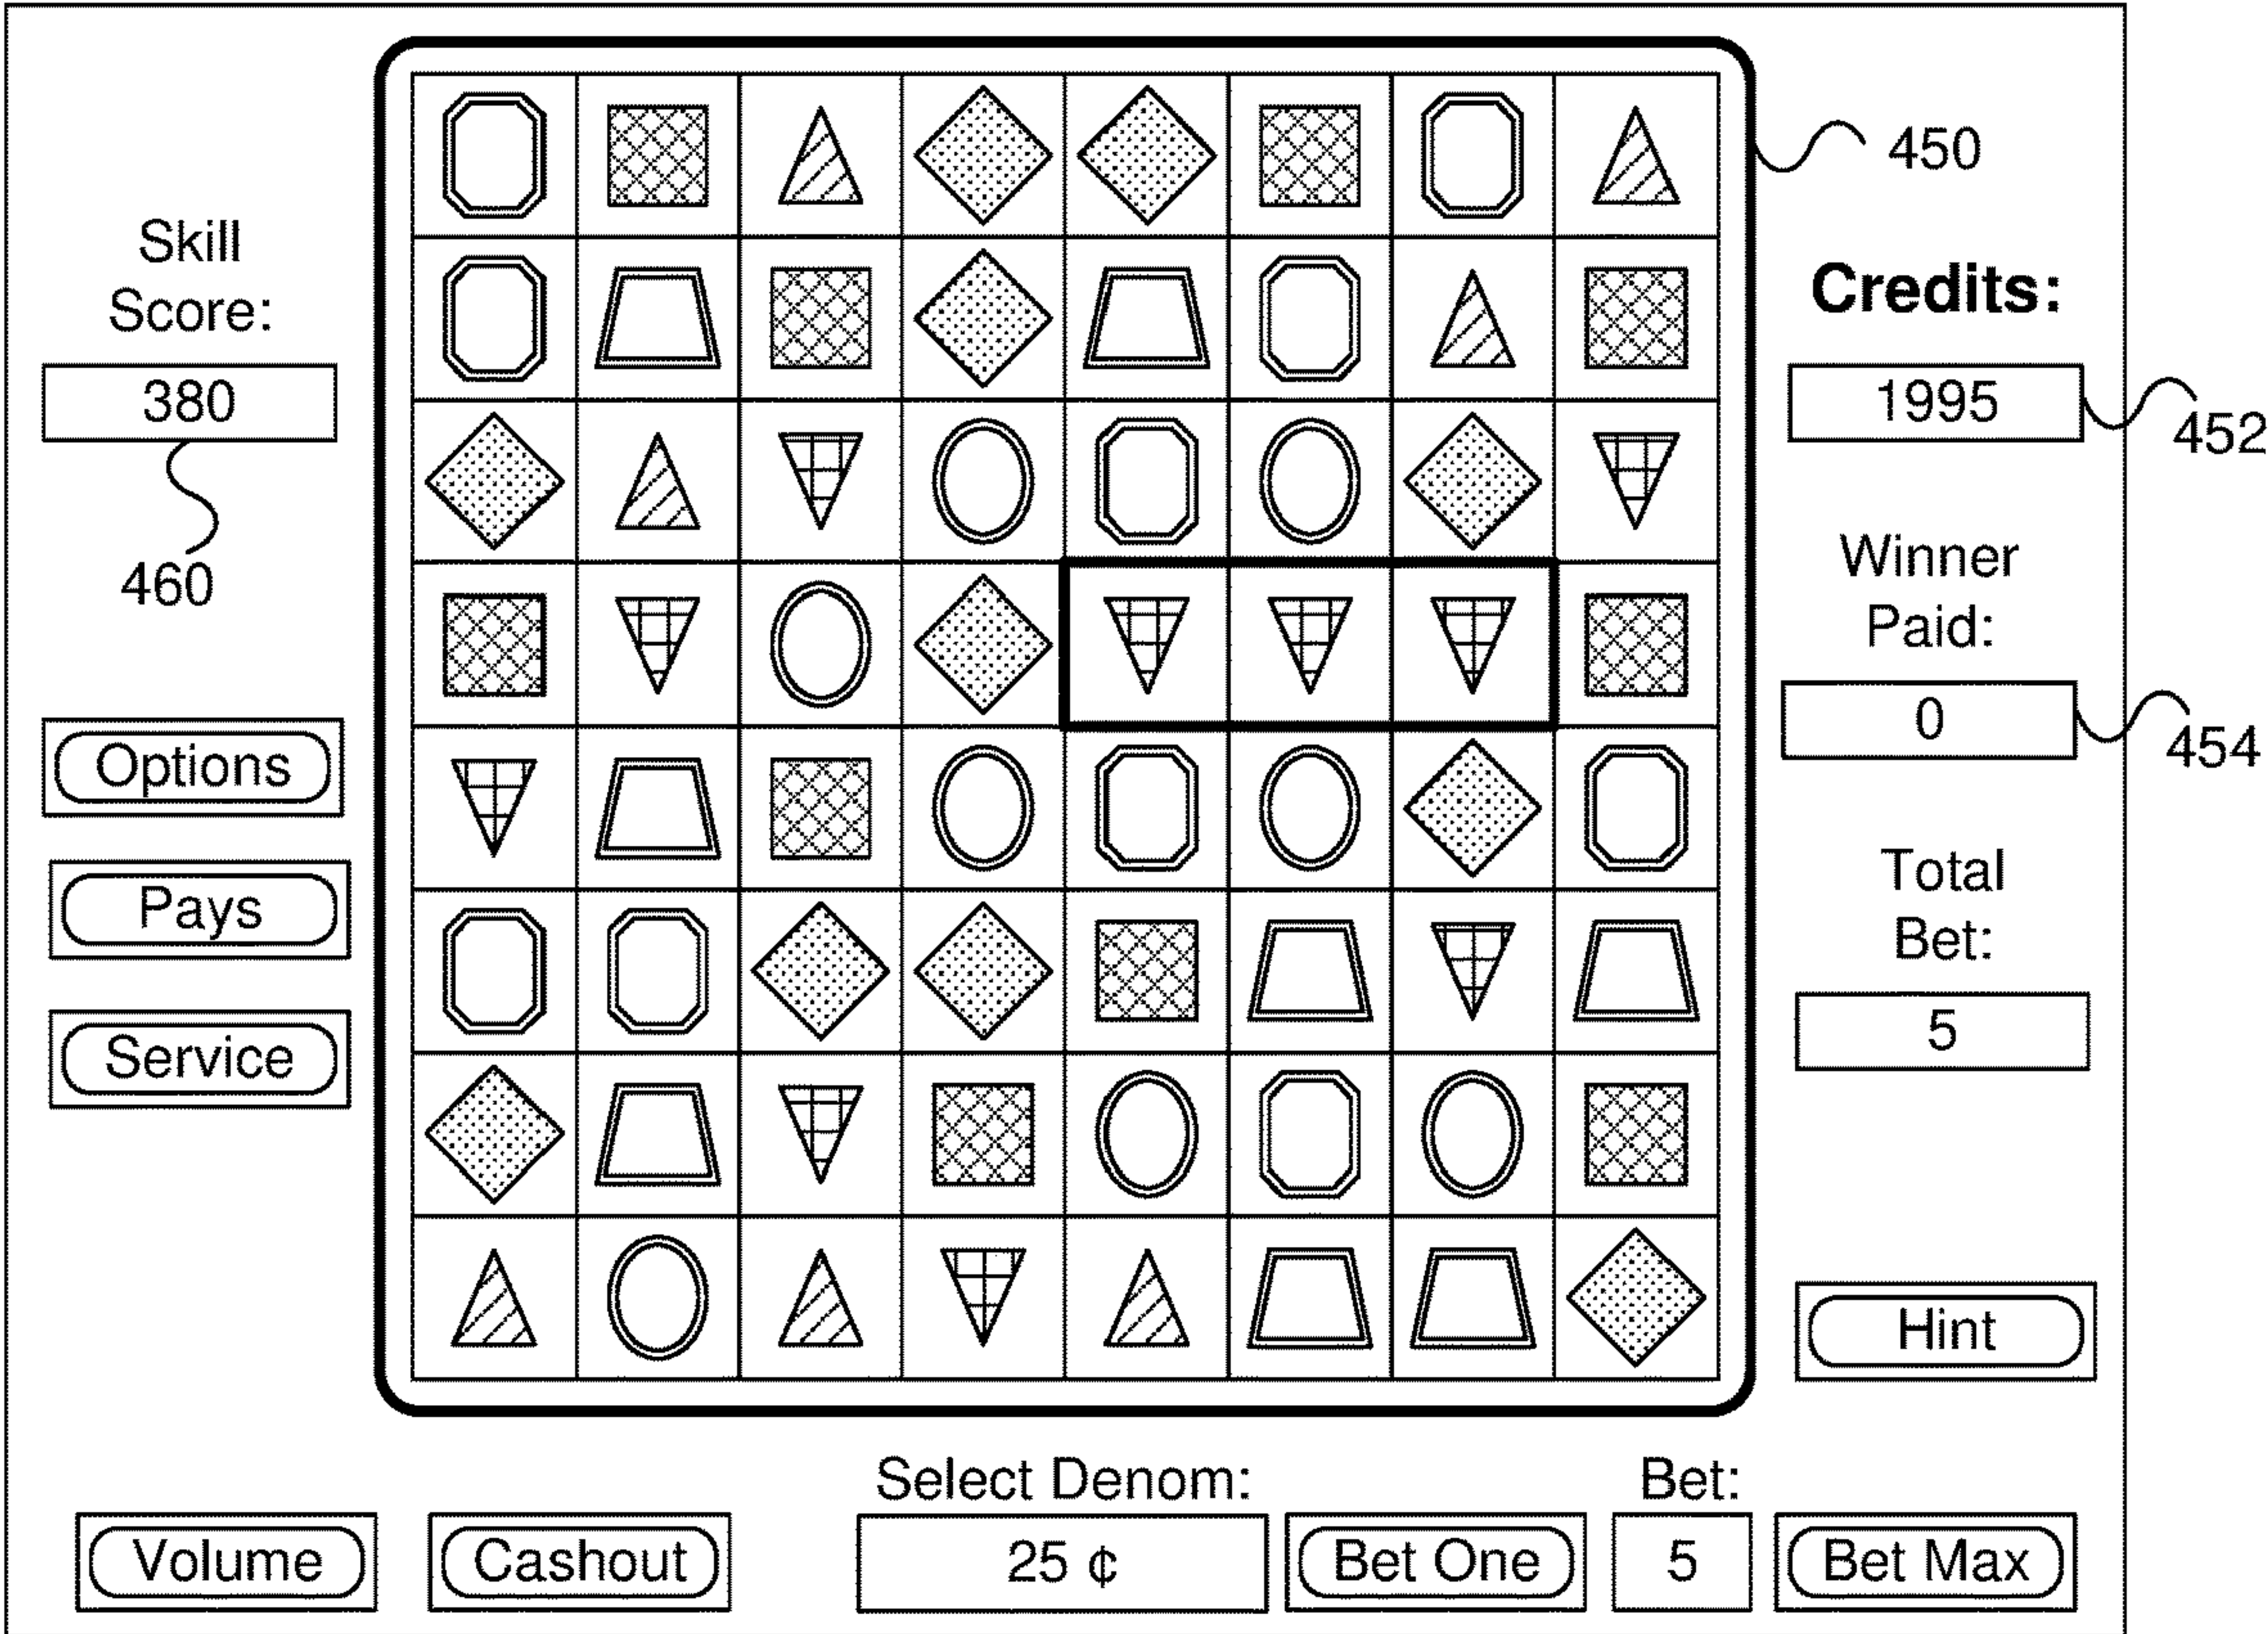 450
Skill
Score:
380
460
Credits:
1995
452
Winner
Paid:
0
454
Options
Pays
Service
Total
Bet:
5
Hint
Select Denom:
Bet:
Volume
Cashout
25 ¢
Bet One
5
Bet Max